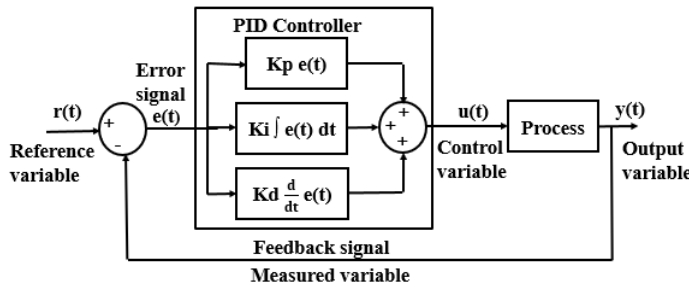 PID Controller
Kp e(t)
Error
signal
e(t)
r(t)
+
-
Reference
variable
Ki ∫ e(t) dt
+
+
+
u(t)
Control
variable
Process
y(t)
Output
variable
Kd d/dt e(t)
Feedback signal
Measured variable